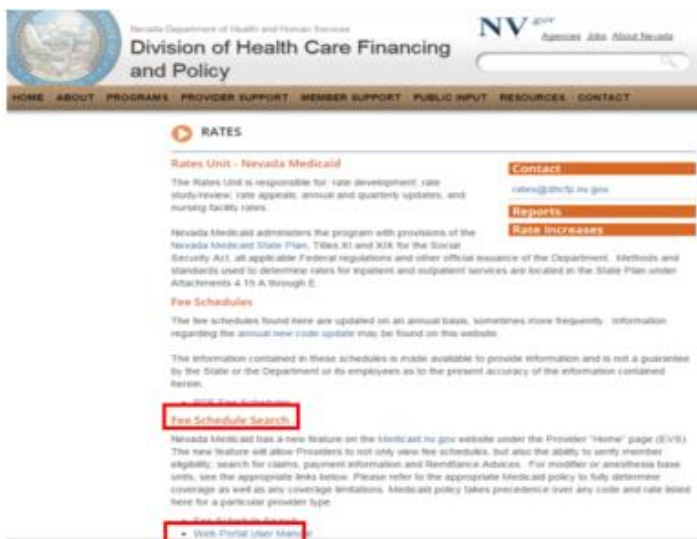 Nevada Department of Health and Human Services
Division of Health Care Financing
and Policy
NV.gov
Agencies Jobs About Nevada
HOME ABOUT PROGRAMS PROVIDER SUPPORT MEMBER SUPPORT PUBLIC INPUT RESOURCES CONTACT
RATES
Rates Unit - Nevada Medicaid
The Rates Unit is responsible for: rate development; rate
study/review; rate appeals; annual and quarterly updates; and
nursing facility rates.
Contact
rates@dhcfp.nv.gov
Reports
Rate Increases
Nevada Medicaid administers the program with provisions of the
Nevada Medicaid State Plan, Titles XI and XIX for the Social
Security Act, all applicable Federal regulations and other official issuance of the Department. Methods and
standards used to determine rates for inpatient and outpatient services are located in the State Plan under
Attachments 4.19 A through E.
Fee Schedules
The fee schedules found here are updated on an annual basis, sometimes more frequently. Information
regarding the annual new code update may be found on this website.
The information contained in these schedules is made available to provide information and is not a guarantee
by the State or the Department or its employees as to the present accuracy of the information contained
herein.
PDF Fee Schedules
Fee Schedule Search
Nevada Medicaid has a new feature on the Medicaid.nv.gov website under the Provider "Home" page (EVS).
The new feature will allow Providers to not only view fee schedules, but also the ability to verify member
eligibility, search for claims, payment information and Remittance Advices. For modifier or anesthesia base
units, see the appropriate links below. Please refer to the appropriate Medicaid policy to fully determine
coverage as well as any coverage limitations. Medicaid policy takes precedence over any code and rate listed
here for a particular provider type.
Fee Schedule Search
Web Portal User Manual